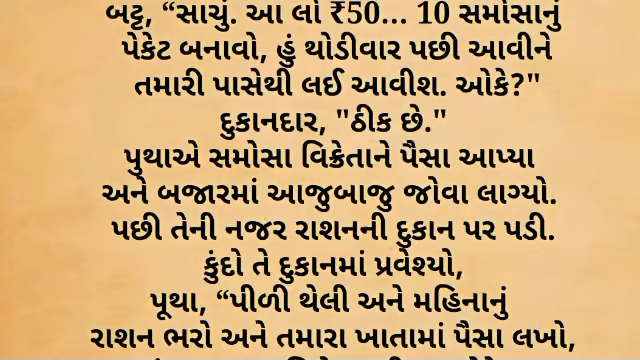 બટ્ટ, “સાચું. આ લો ₹50... 10 સમોસાનું
પેકેટ બનાવો, હું થોડીવાર પછી આવીને
તમારી પાસેથી લઈ આવીશ. ઓકે?"
દુકાનદાર, "ઠીક છે."
પુથાએ સમોસા વિક્રેતાને પૈસા આપ્યા
અને બજારમાં આજુબાજુ જોવા લાગ્યો.
પછી તેની નજર રાશનની દુકાન પર પડી.
કુંદો તે દુકાનમાં પ્રવેશ્યો,
પૂથા, “પીળી થેલી અને મહિનાનું
રાશન ભરો અને તમારા ખાતામાં પૈસા લખો,